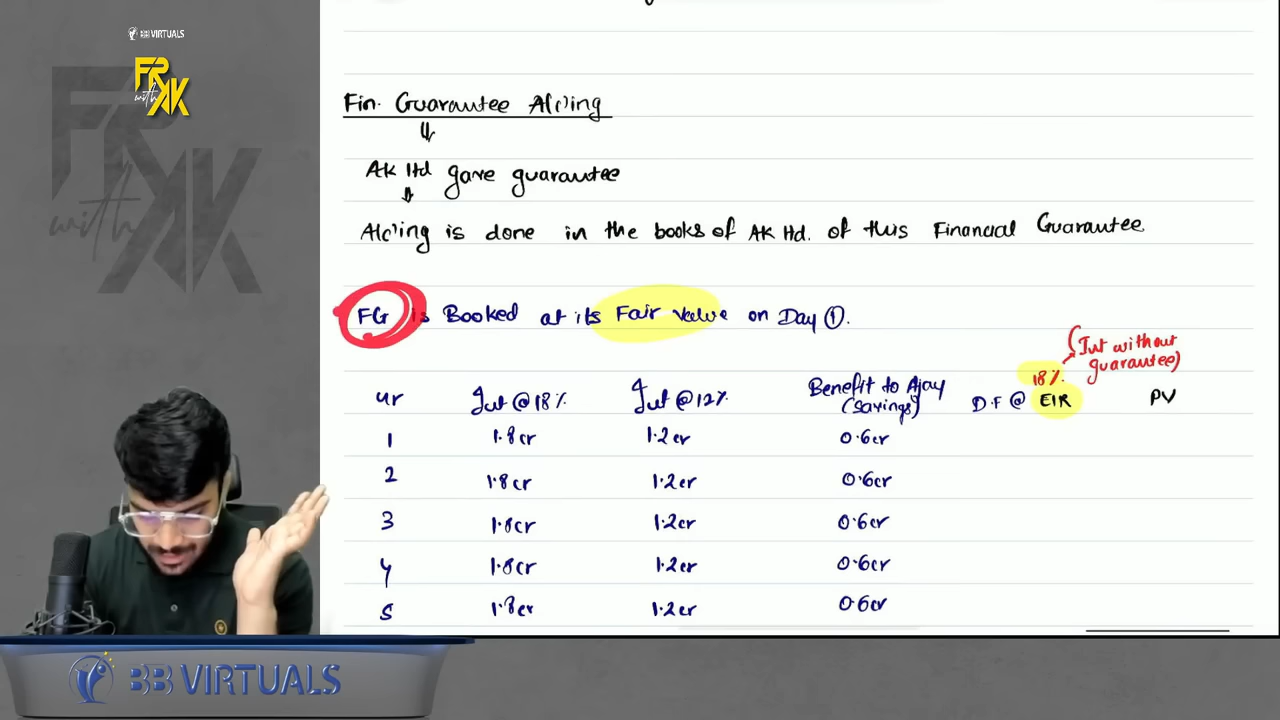 BB VIRTUALS
FR
with
AK
FR
with
AK
Fin. Guarantee A/c'ing
AK ltd gave guarantee
A/c'ing is done in the books of AK ltd. of this Financial Guarantee
FG is Booked at its Fair Value on Day ①.
(Int without guarantee)
18%
yr Int @ 18% Int @ 12% Benefit to Ajay (savings) D.F @ EIR PV
1 1.8cr 1.2cr 0.6cr
2 1.8cr 1.2cr 0.6cr
3 1.8cr 1.2cr 0.6cr
4 1.8cr 1.2cr 0.6cr
5 1.8cr 1.2cr 0.6cr
BB VIRTUALS